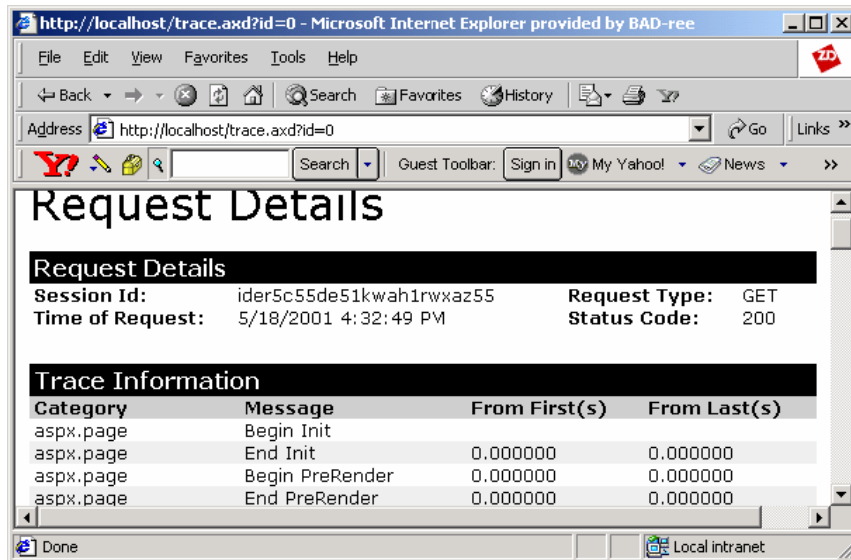 http://localhost/trace.axd?id=0 - Microsoft Internet Explorer provided by BAD-ree
File Edit View Favorites Tools Help
ZD
Back Search Favorites History
Address http://localhost/trace.axd?id=0 Go Links »
Y! Search Guest Toolbar: Sign in My Yahoo! News »
Request Details
Request Details
Session Id: ider5c55de51kwah1rwxaz55 Request Type: GET
Time of Request: 5/18/2001 4:32:49 PM Status Code: 200
Trace Information
Category Message From First(s) From Last(s)
aspx.page Begin Init
aspx.page End Init 0.000000 0.000000
aspx.page Begin PreRender 0.000000 0.000000
aspx.page End PreRender 0.000000 0.000000
Done Local intranet